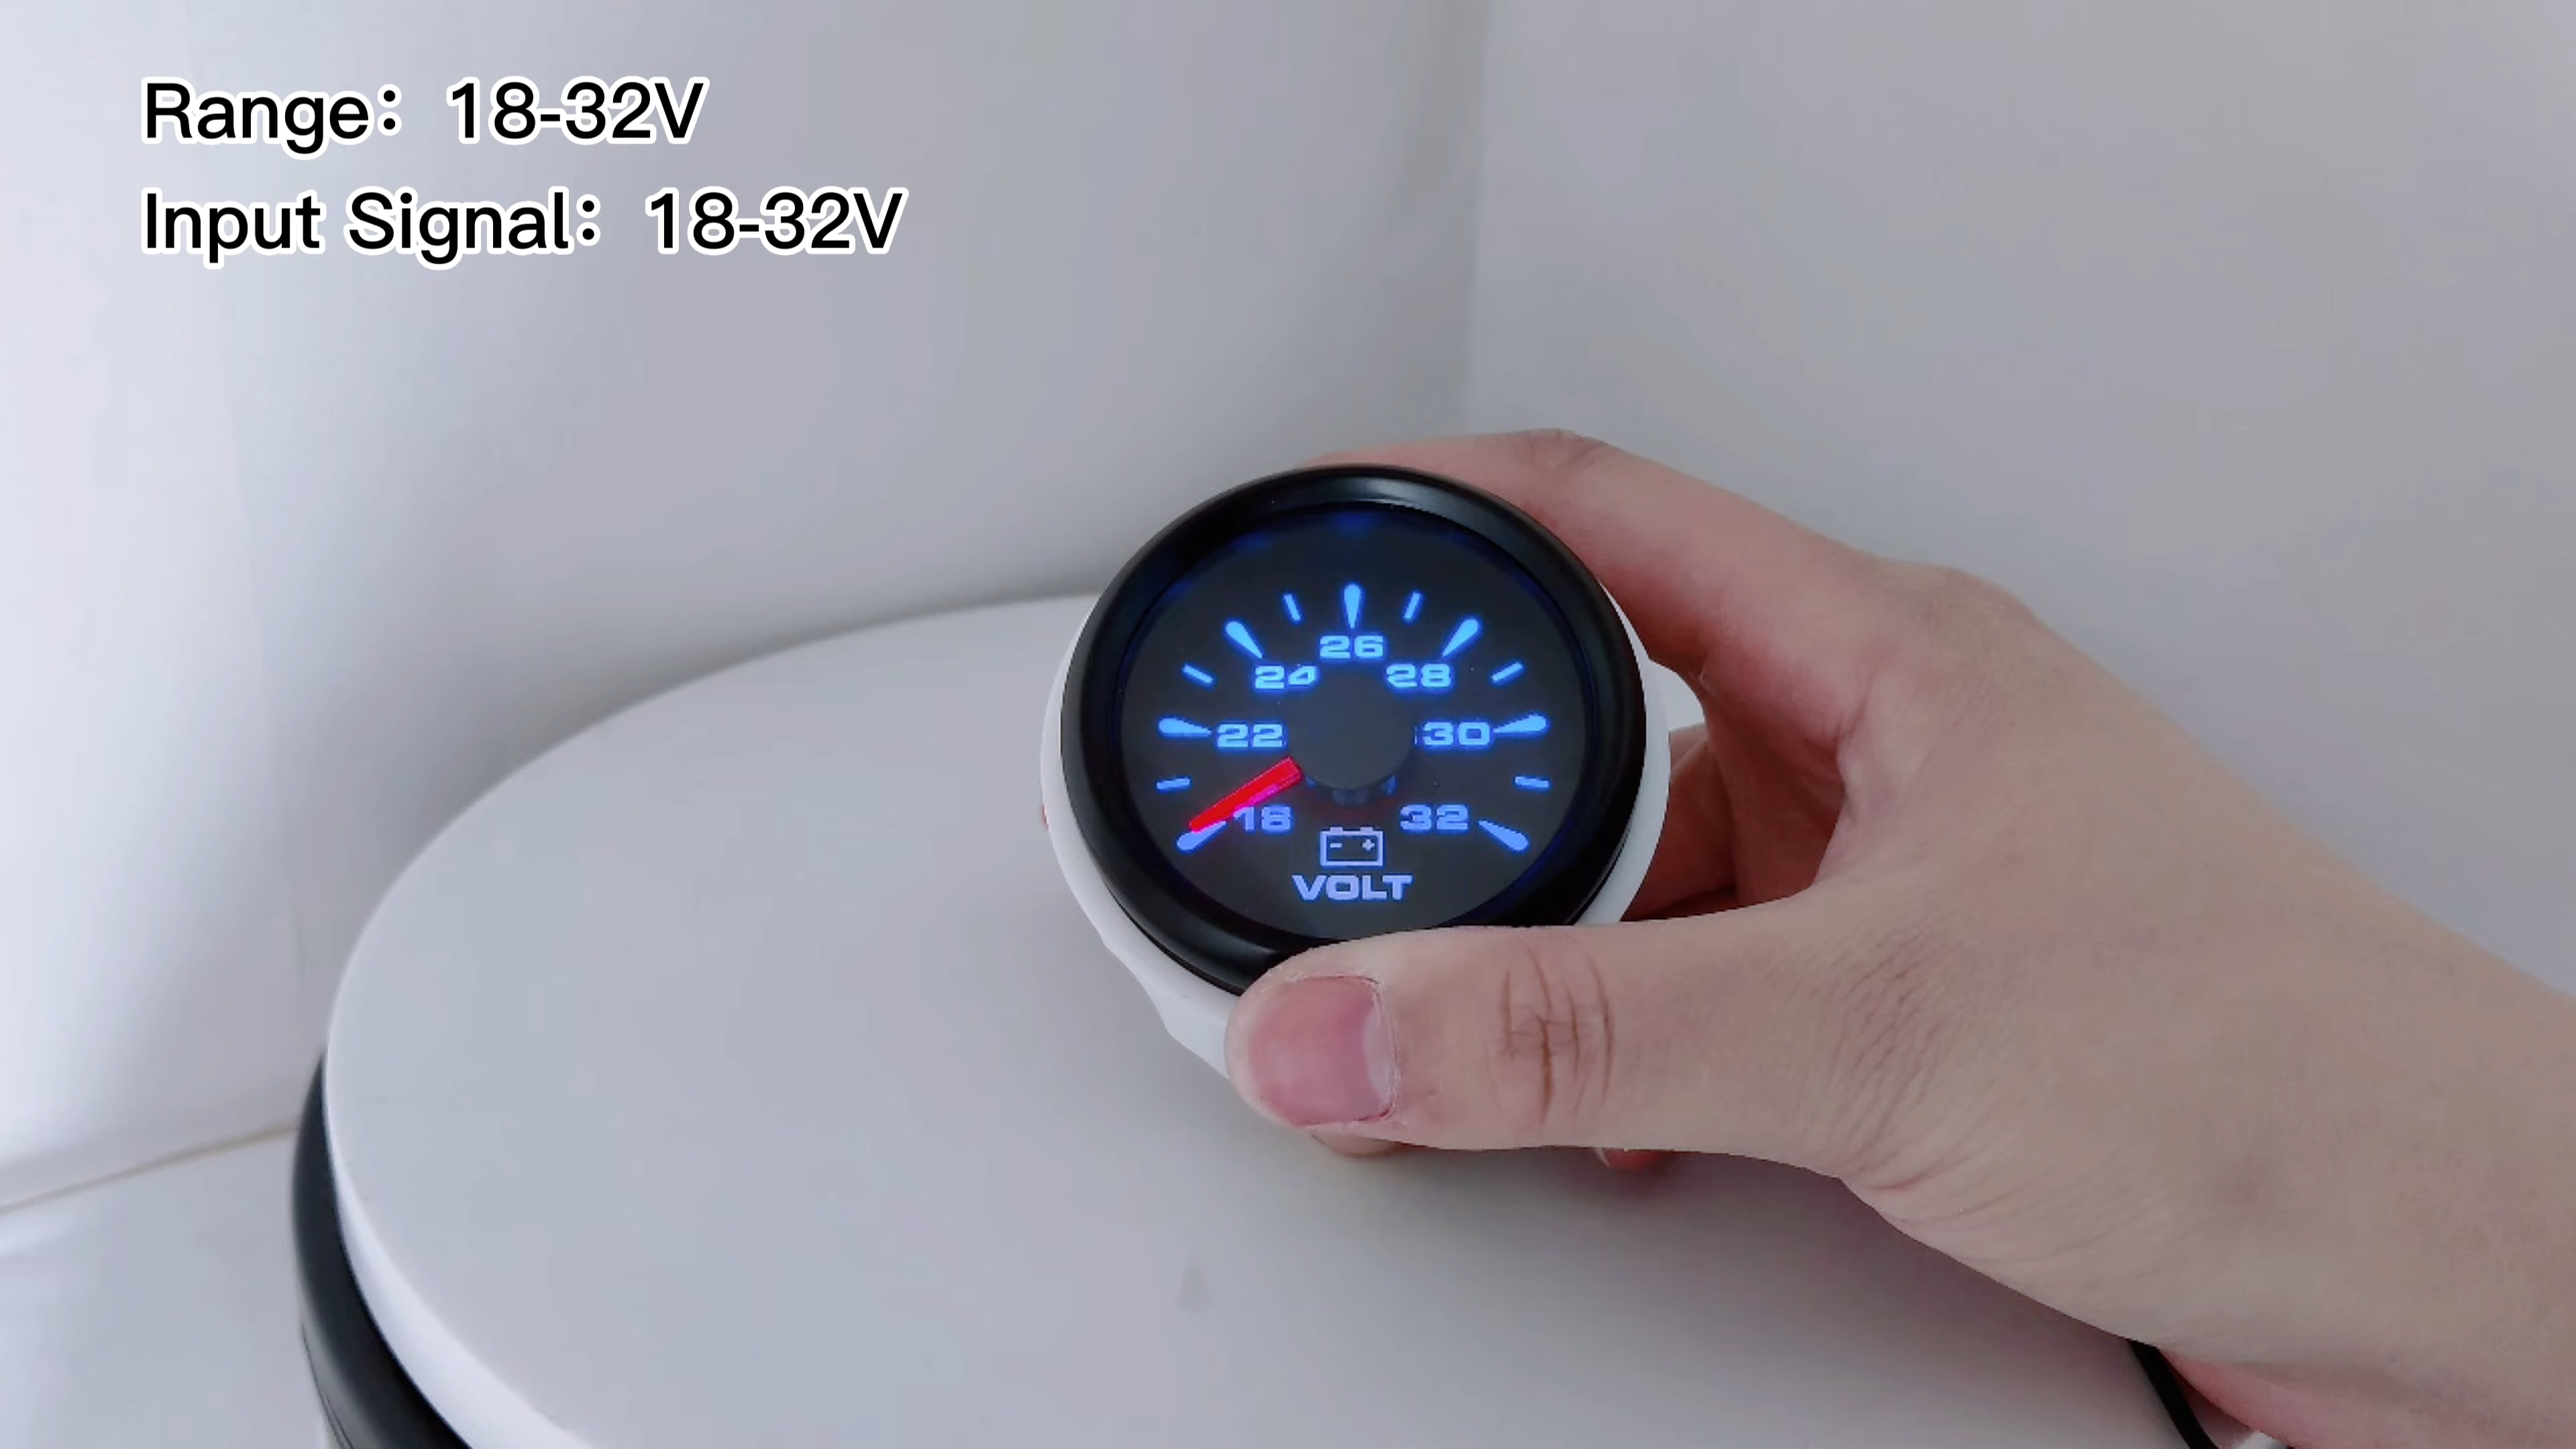 Range：18-32V
Input Signal：18-32V
26
24 28
22 30
18 32
- +
VOLT